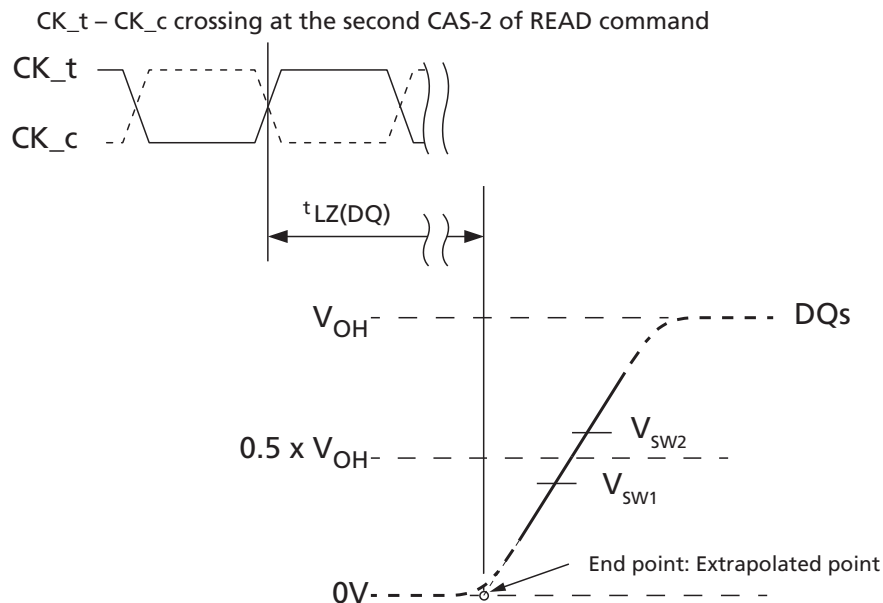 CK_t – CK_c crossing at the second CAS-2 of READ command
CK_t
CK_c
tLZ(DQ)
VOH
DQs
0.5 x VOH
VSW2
VSW1
End point: Extrapolated point
0V